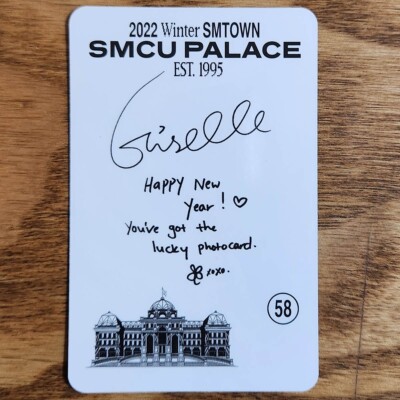 2022 Winter SMTOWN
SMCU PALACE
EST. 1995
Giselle
Happy New
Year! ♡
You've got the
lucky photocard.
xoxo.
58